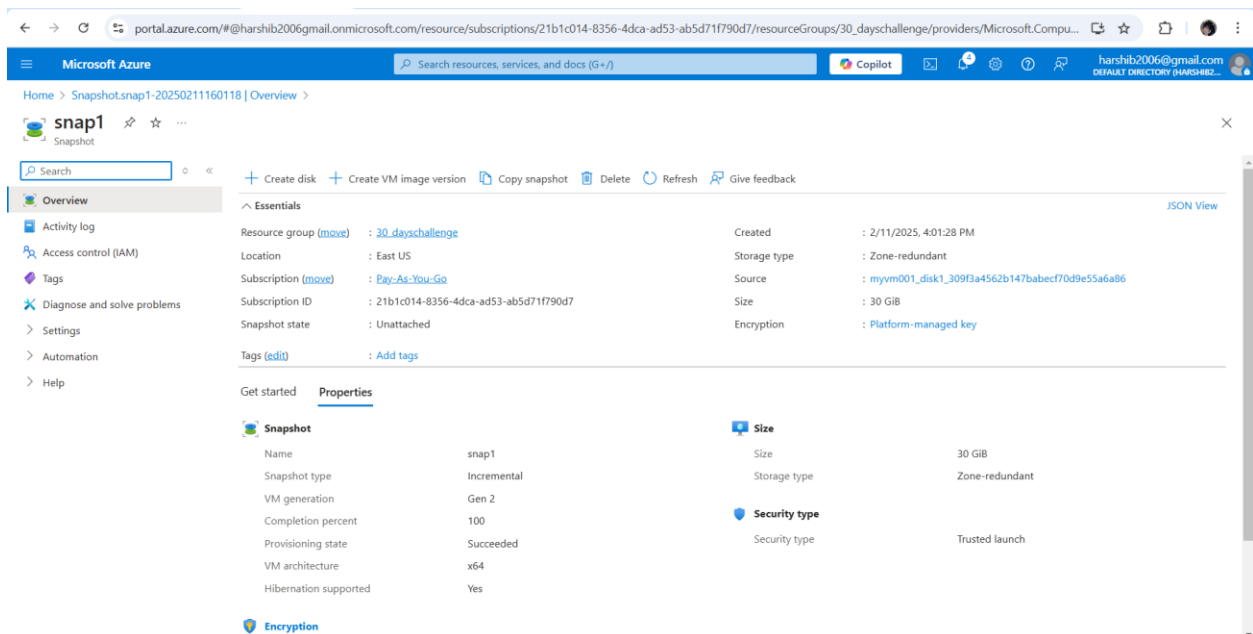 portal.azure.com/#@harshib2006gmail.onmicrosoft.com/resource/subscriptions/21b1c014-8356-4dca-ad53-ab5d71f790d7/resourceGroups/30_dayschallenge/providers/Microsoft.Compu...
Microsoft Azure
Search resources, services, and docs (G+/)
Copilot
4
harshib2006@gmail.com
DEFAULT DIRECTORY (HARSHIB2...
Home > Snapshot.snap1-20250211160118 | Overview >
snap1
Snapshot
Search
Create disk
Create VM image version
Copy snapshot
Delete
Refresh
Give feedback
Overview
Activity log
Access control (IAM)
Tags
Diagnose and solve problems
Settings
Automation
Help
Essentials
JSON View
Resource group (move) : 30_dayschallenge
Location : East US
Subscription (move) : Pay-As-You-Go
Subscription ID : 21b1c014-8356-4dca-ad53-ab5d71f790d7
Snapshot state : Unattached
Tags (edit) : Add tags
Created : 2/11/2025, 4:01:28 PM
Storage type : Zone-redundant
Source : myvm001_disk1_309f3a4562b147babecf70d9e55a6a86
Size : 30 GiB
Encryption : Platform-managed key
Get started
Properties
Snapshot
Name snap1
Snapshot type Incremental
VM generation Gen 2
Completion percent 100
Provisioning state Succeeded
VM architecture x64
Hibernation supported Yes
Encryption
Size
Size 30 GiB
Storage type Zone-redundant
Security type
Security type Trusted launch